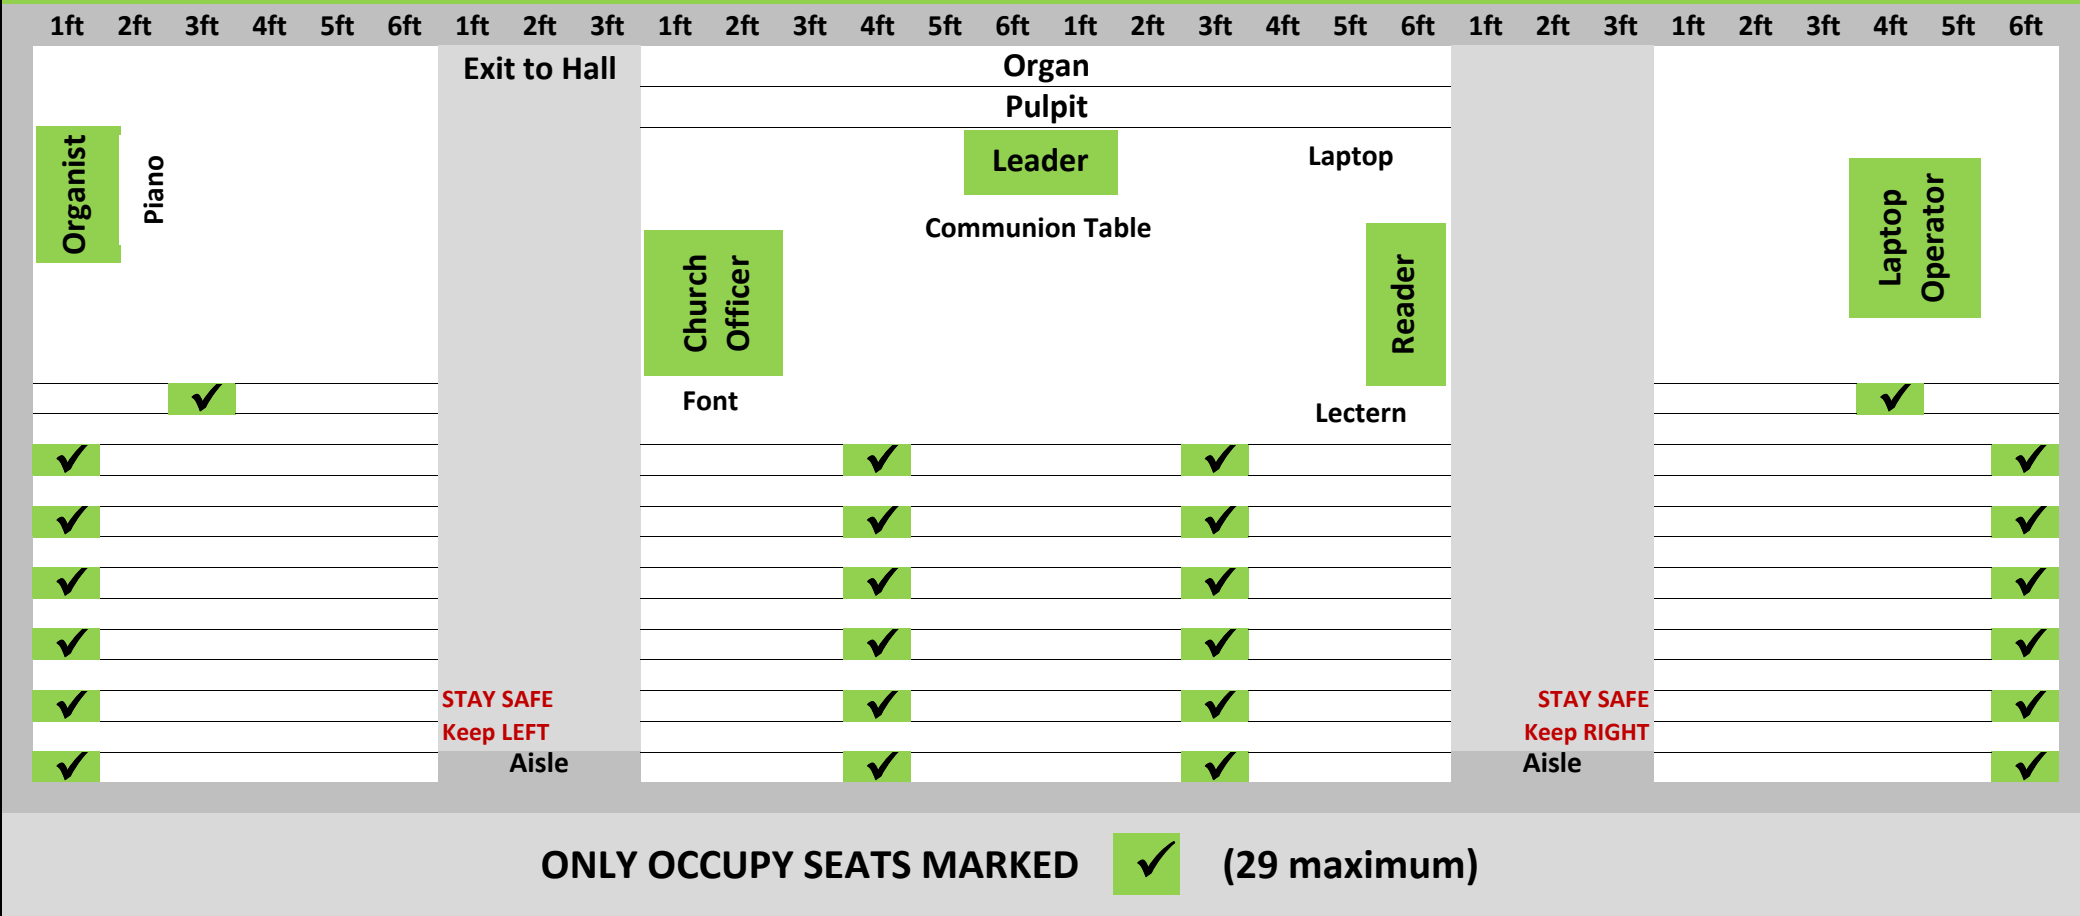 1ft 2ft 3ft 4ft 5ft 6ft 1ft 2ft 3ft 1ft 2ft 3ft 4ft 5ft 6ft 1ft 2ft 3ft 4ft 5ft 6ft 1ft 2ft 3ft 1ft 2ft 3ft 4ft 5ft 6ft
Exit to Hall
Organ
Pulpit
Organist
Piano
Leader
Laptop
Communion Table
Church
Officer
Reader
Laptop
Operator
Font
Lectern
STAY SAFE
Keep LEFT
Aisle
STAY SAFE
Keep RIGHT
Aisle
ONLY OCCUPY SEATS MARKED ✓ (29 maximum)